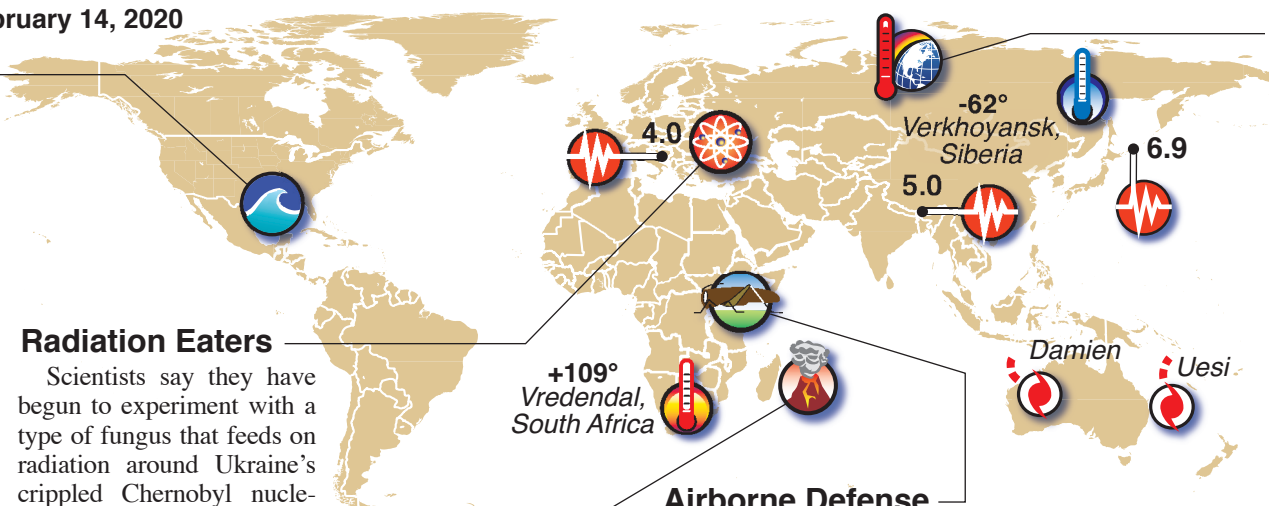 bruary 14, 2020
4.0
-62°
Verkhoyansk,
Siberia
6.9
5.0
Radiation Eaters
Scientists say they have
begun to experiment with a
type of fungus that feeds on
radiation around Ukraine’s
crippled Chernobyl nucle-
+109°
Vredendal,
South Africa
Damien
Uesi
Airborne Defense